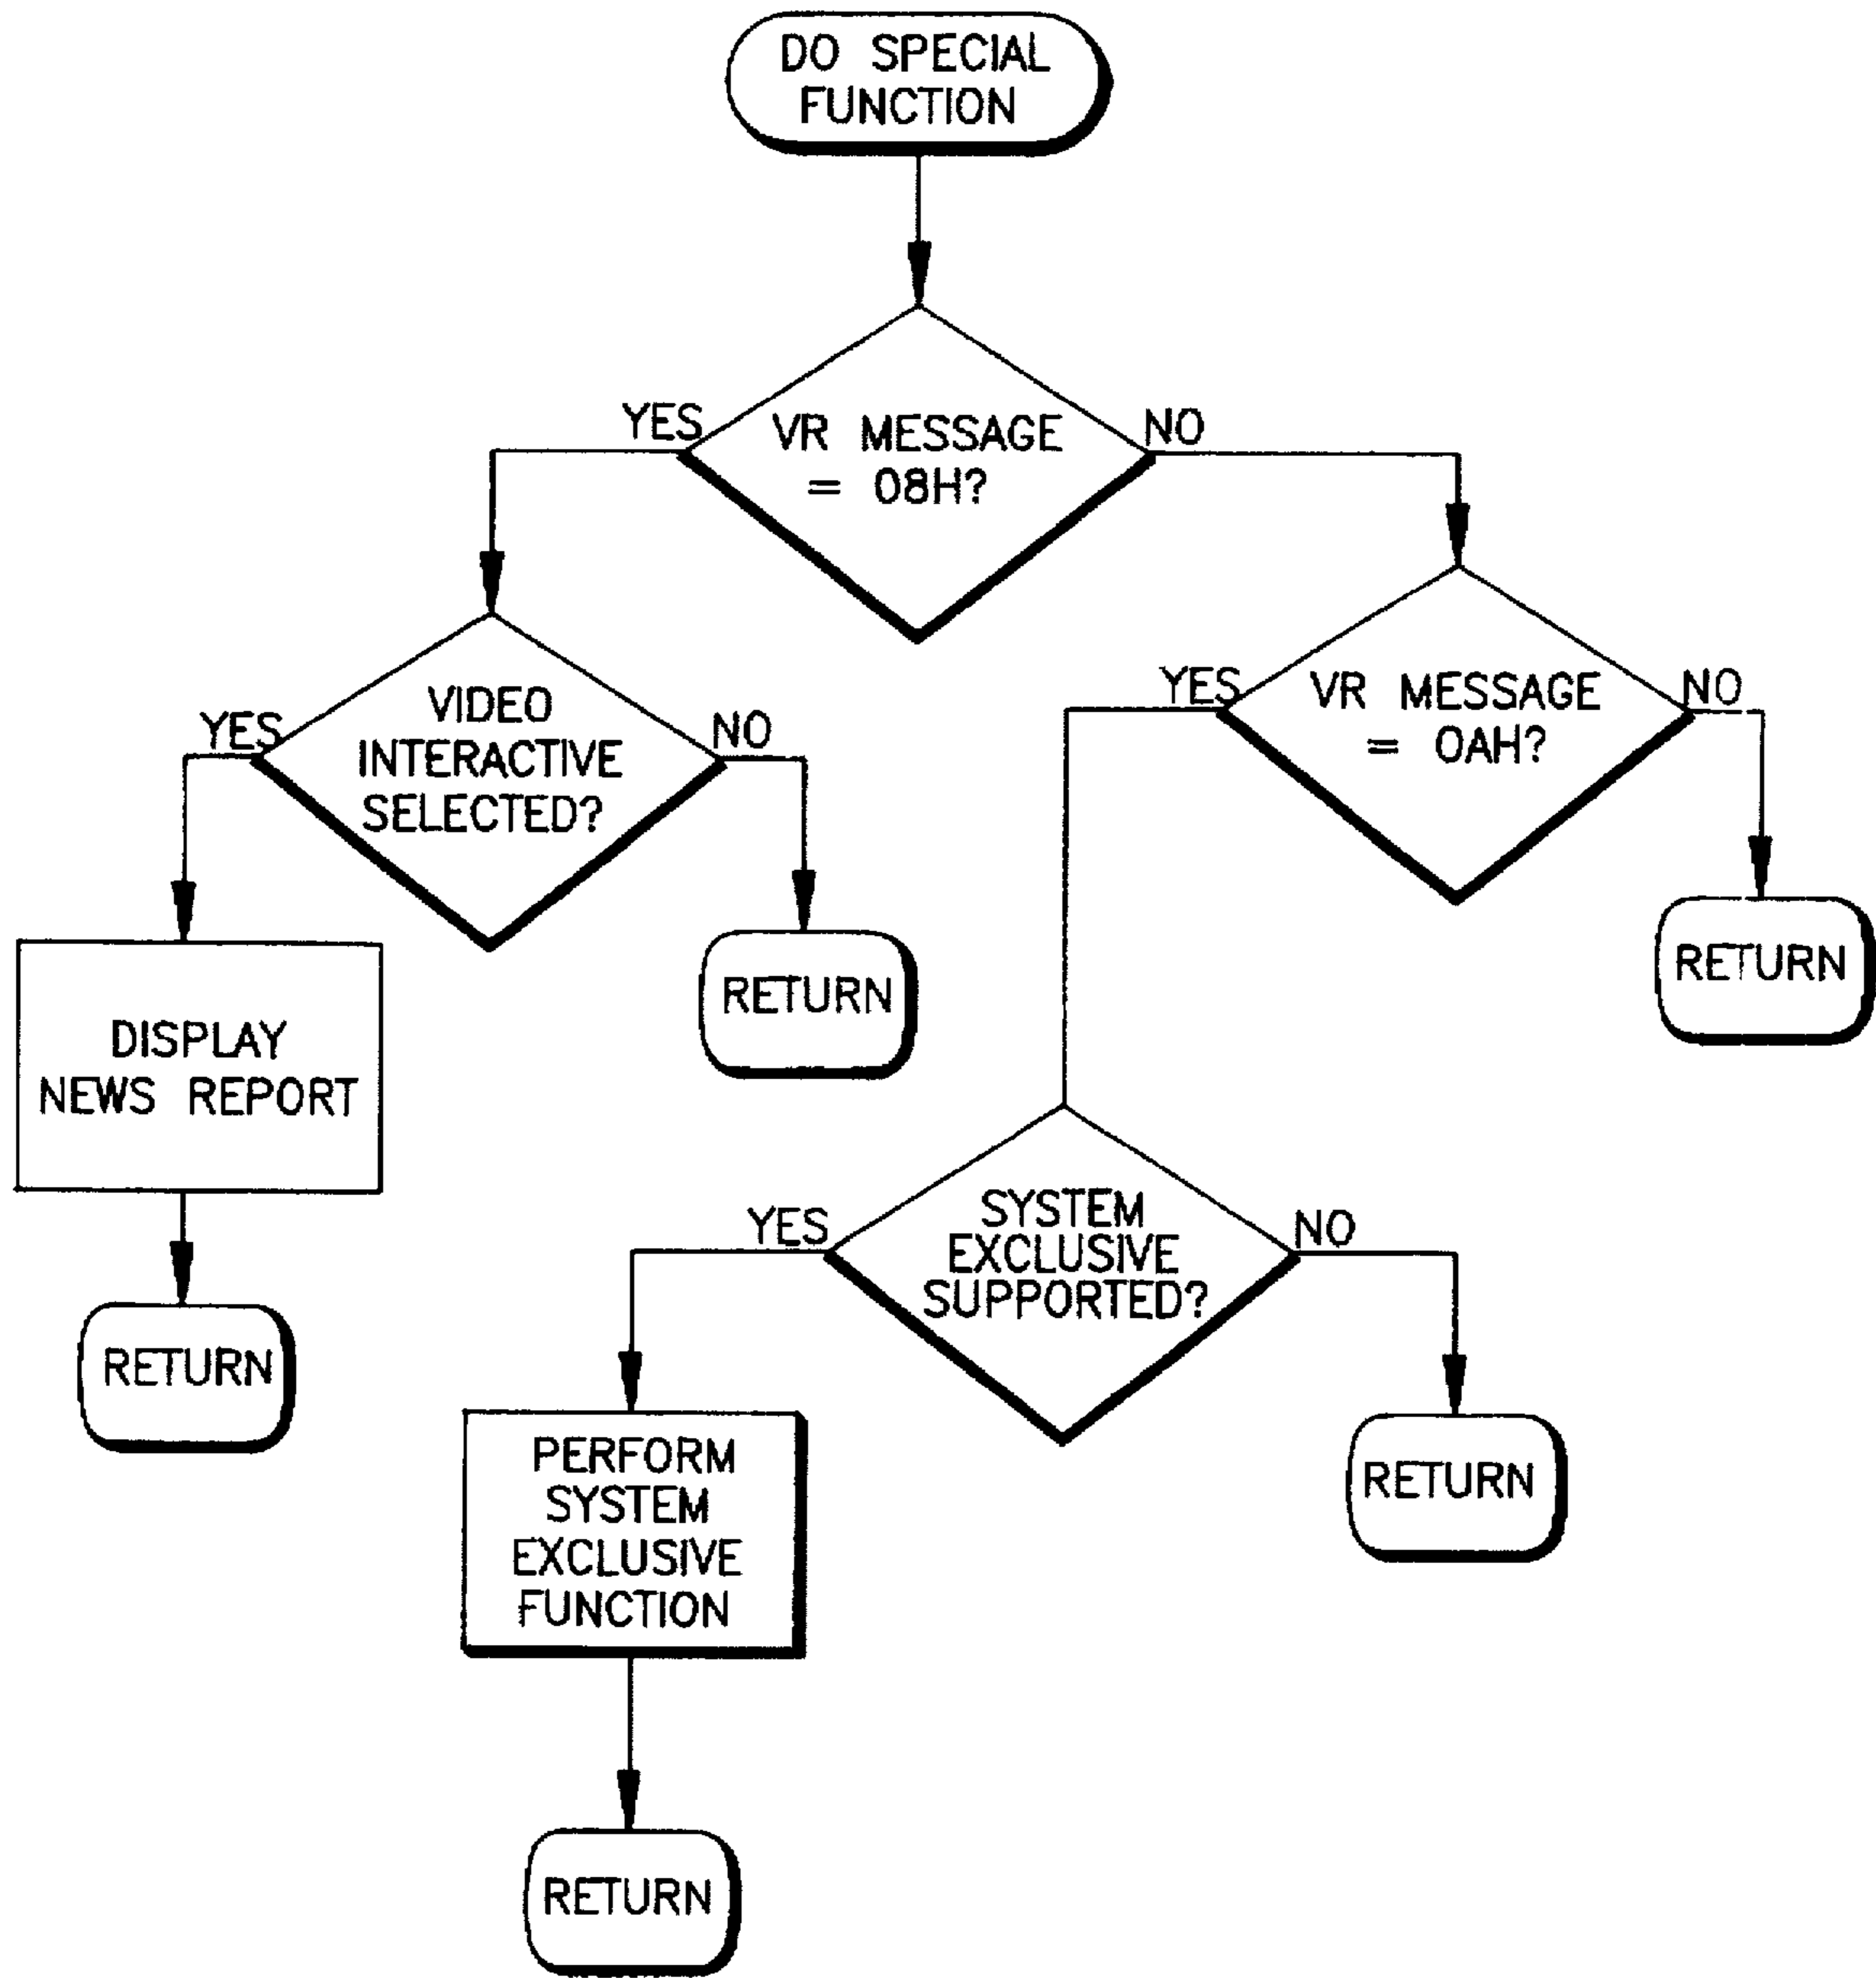 DO SPECIAL
FUNCTION
YES
VR MESSAGE
= 08H?
NO
YES
VIDEO
INTERACTIVE
SELECTED?
NO
YES
VR MESSAGE
= 0AH?
NO
DISPLAY
NEWS REPORT
RETURN
RETURN
RETURN
YES
SYSTEM
EXCLUSIVE
SUPPORTED?
NO
PERFORM
SYSTEM
EXCLUSIVE
FUNCTION
RETURN
RETURN